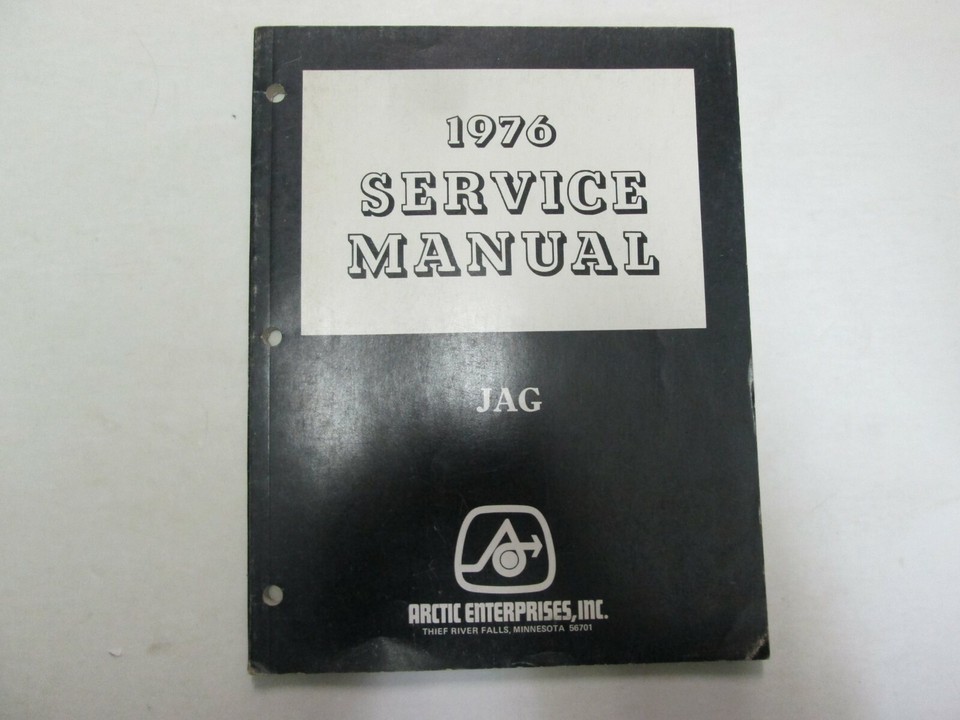 1976
SERVICE
MANUAL
JAG
ARCTIC ENTERPRISES, INC.
THIEF RIVER FALLS, MINNESOTA 56701